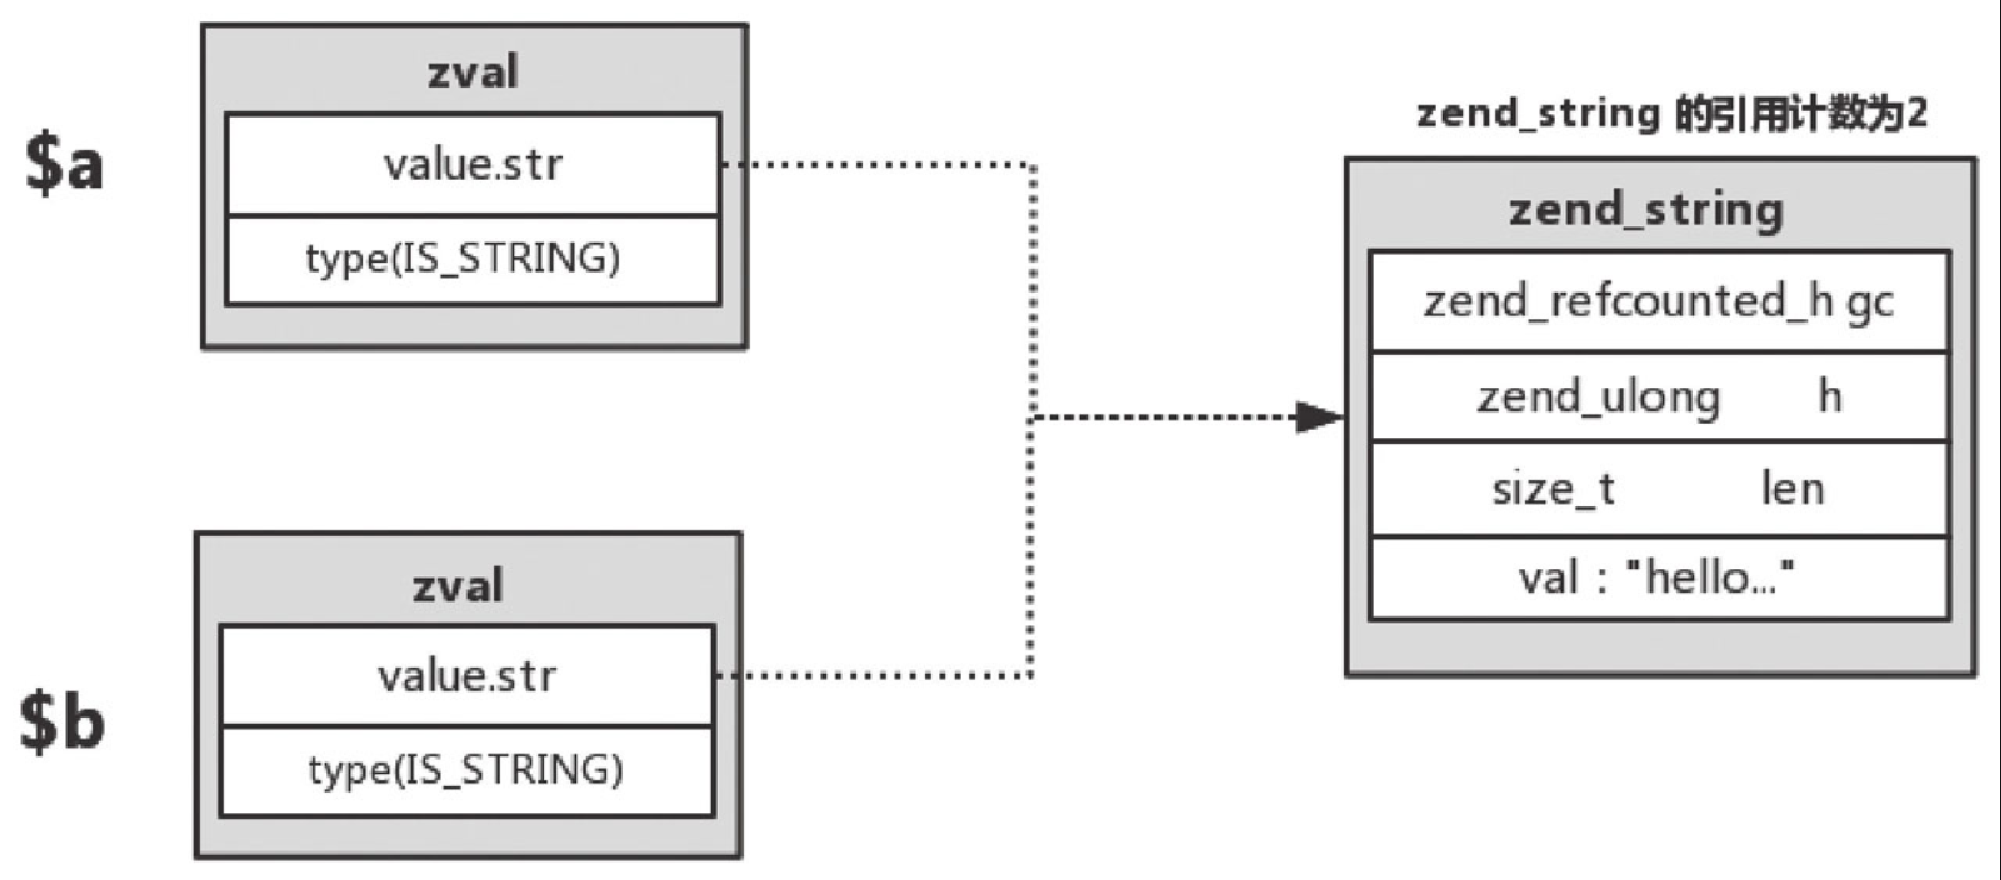 $a
zval
value.str
type(IS_STRING)
$b
zval
value.str
type(IS_STRING)
zend_string 的引用计数为2
zend_string
zend_refcounted_h gc
zend_ulong h
size_t len
val : "hello..."